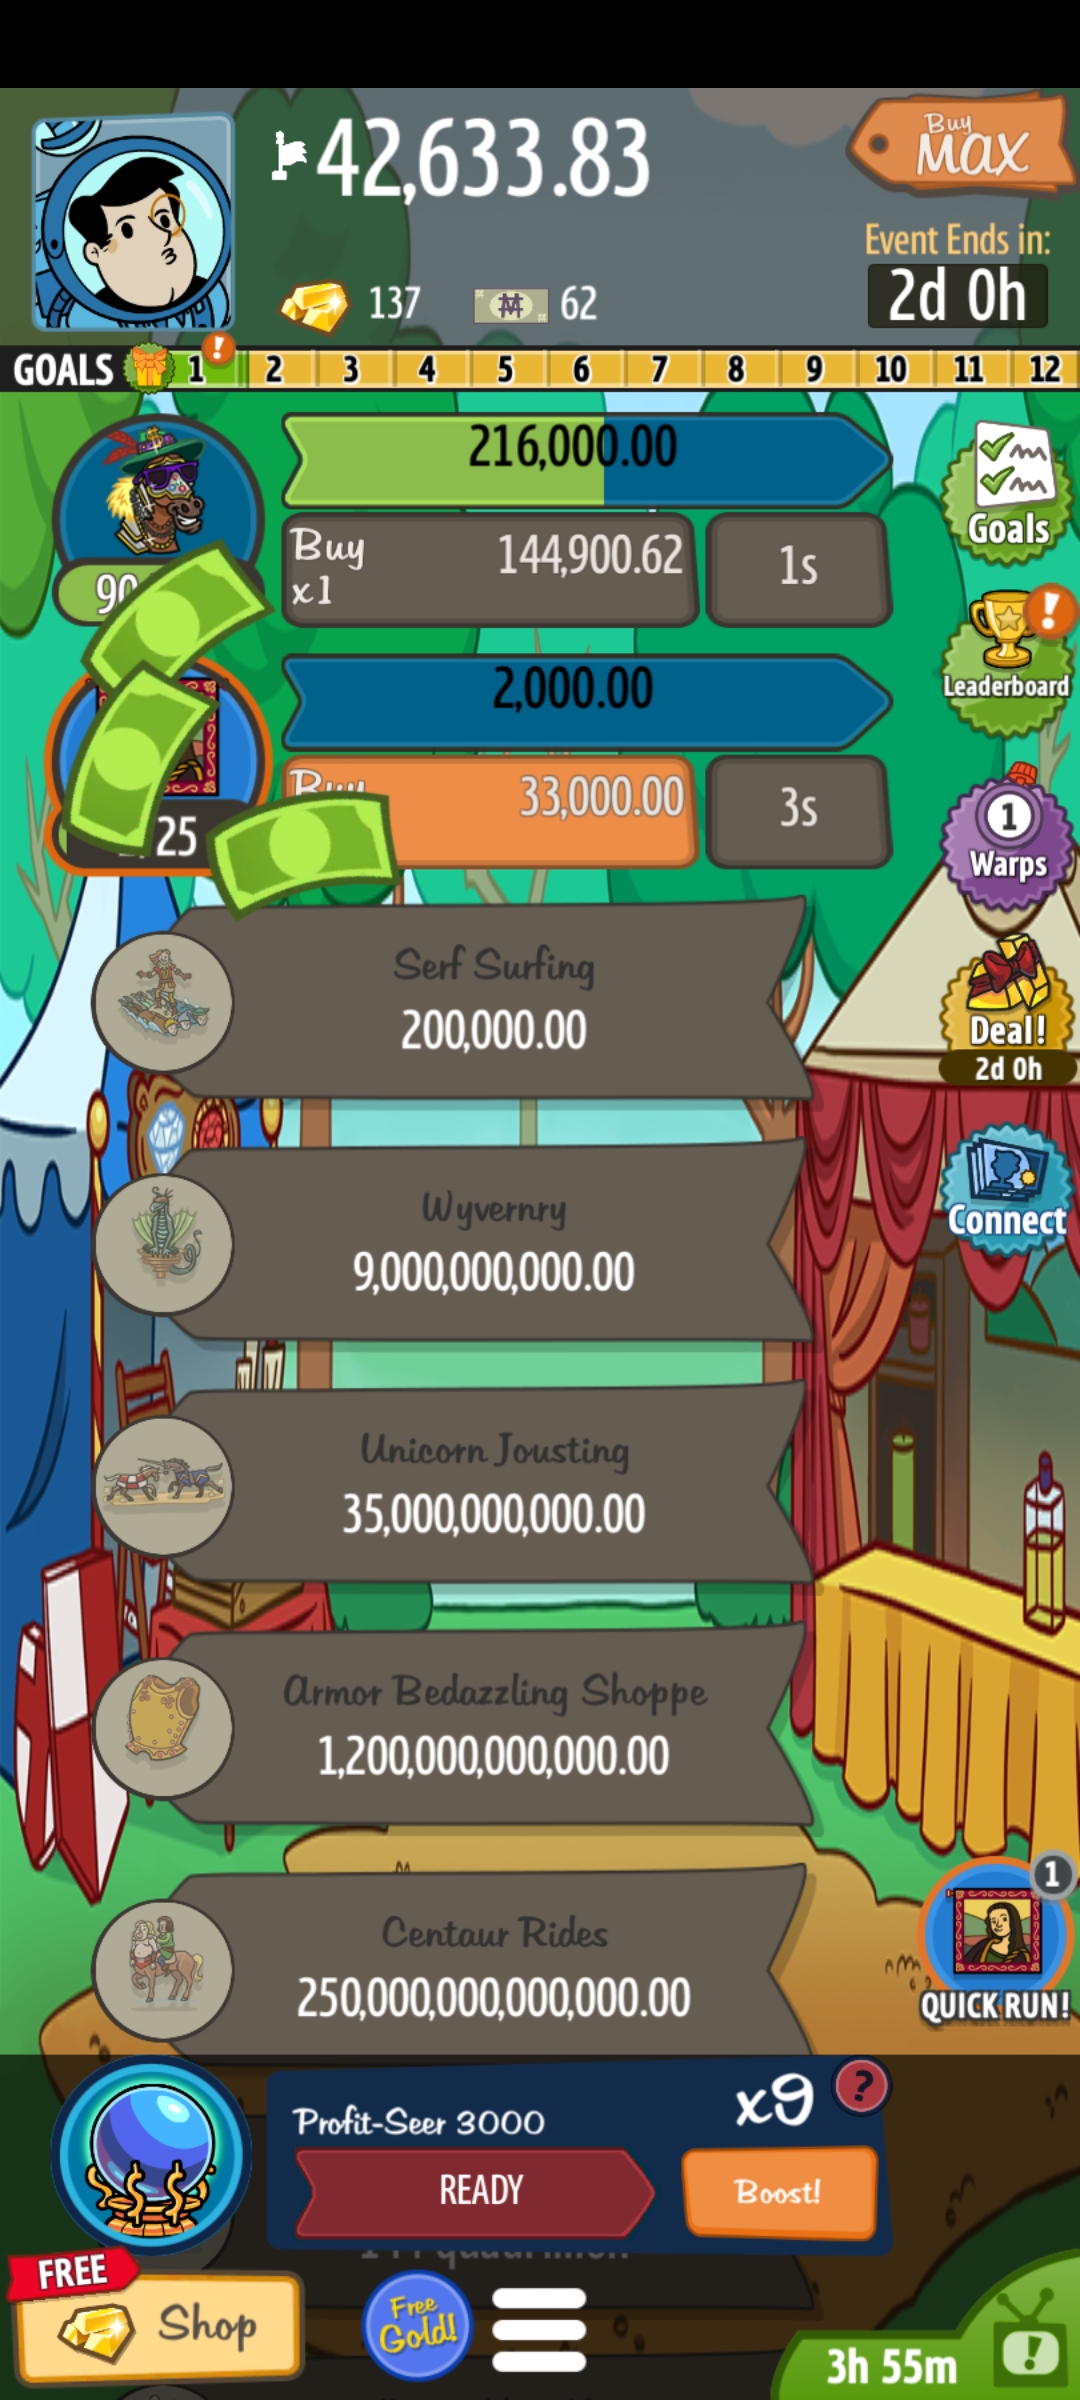 42,633.83
Buy
MAX
137
62
Event Ends in:
2d 0h
GOALS 1 ! 2 3 4 5 6 7 8 9 10 11 12
216,000.00
Buy
x1
144,900.62
1s
90
Goals
2,000.00
Buy
33,000.00
3s
25
!
Leaderboard
1
Warps
Serf Surfing
200,000.00
Deal!
2d 0h
Wyvernry
9,000,000,000.00
Connect
Unicorn Jousting
35,000,000,000.00
Armor Bedazzling Shoppe
1,200,000,000,000.00
Centaur Rides
250,000,000,000,000.00
1
QUICK RUN!
Profit-Seer 3000
x9
?
READY
Boost!
FREE
Shop
Free
Gold!
3h 55m
!